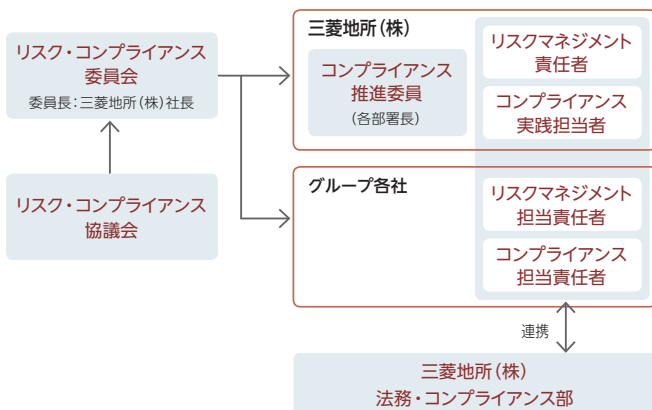 リスク・コンプライアンス
委員会
委員長：三菱地所（株）社長
リスク・コンプライアンス
協議会
三菱地所（株）
コンプライアンス
推進委員
（各部署長）
リスクマネジメント
責任者
コンプライアンス
実践担当者
グループ各社
リスクマネジメント
担当責任者
コンプライアンス
担当責任者
連携
三菱地所（株）
法務・コンプライアンス部